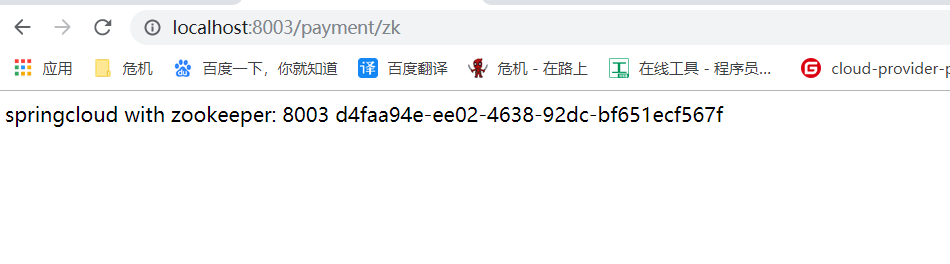 localhost:8003/payment/zk
应用 危机 百度一下，你就知道 译 百度翻译 危机 - 在路上 工 在线工具 - 程序员... G cloud-provider-p
springcloud with zookeeper: 8003 d4faa94e-ee02-4638-92dc-bf651ecf567f